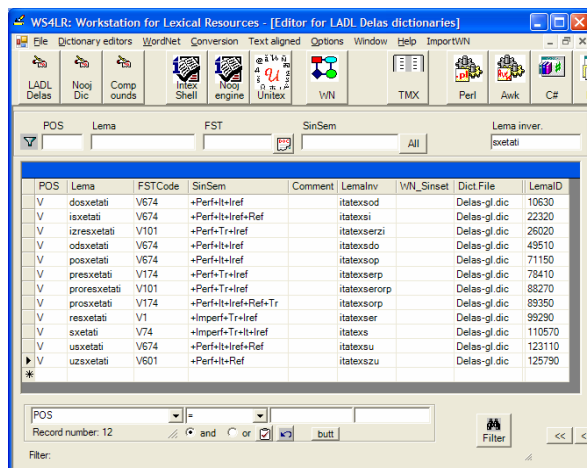 WS4LR: Workstation for Lexical Resources - [Editor for LADL Delas dictionaries]
File Dictionary editors WordNet Conversion Text aligned Options Window Help ImportWN
LADL Delas Nooj Dic Comp ounds Intex Shell Nooj engine Unitex WN TMX Perl Awk C#
POS Lema FST SinSem Lema inver.
All sxetati
POS Lema FSTCode SinSem Comment LemaInv WN_Sinset Dict.File LemaID
V dosxetati V674 +Perf+It+Iref itatexsod Delas-gl.dic 10630
V isxetati V674 +Perf+It+Iref+Ref itatexsi Delas-gl.dic 22320
V izresxetati V101 +Perf+Tr+Iref itatexserzi Delas-gl.dic 26020
V odsxetati V674 +Perf+It+Iref itatexsdo Delas-gl.dic 49510
V posxetati V674 +Perf+It+Iref itatexsop Delas-gl.dic 71150
V presxetati V174 +Perf+Tr+Iref itatexserp Delas-gl.dic 78410
V proresxetati V101 +Perf+Tr+Iref itatexserorp Delas-gl.dic 88270
V prosxetati V174 +Perf+It+Iref+Ref+Tr itatexsorp Delas-gl.dic 89350
V resxetati V1 +Imperf+Tr+Iref itatexser Delas-gl.dic 99290
V sxetati V74 +Imperf+Tr+It+Iref itatexs Delas-gl.dic 110570
V usxetati V674 +Perf+It+Iref+Ref itatexsu Delas-gl.dic 123110
V uzsxetati V601 +Perf+It+Ref itatexszu Delas-gl.dic 125790
POS =
Record number: 12 and or butt Filter <<
Filter: